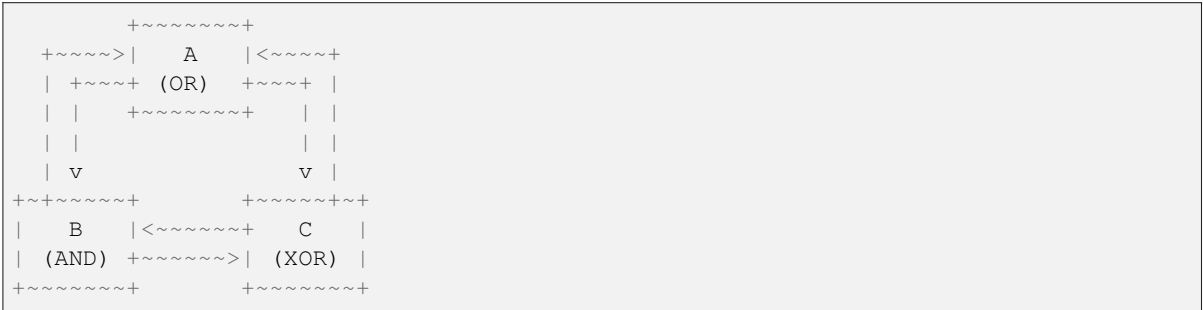 +~~~~~~~+
  +~~~~>|   A   |<~~~~+
  | +~~~+ (OR)  +~~~+ |
  | |   +~~~~~~~+   | |
  | |               | |
  | v               v |
+~+~~~~~+       +~~~~~+~+
|   B   |<~~~~~~+   C   |
| (AND) +~~~~~~>| (XOR) |
+~~~~~~~+       +~~~~~~~+